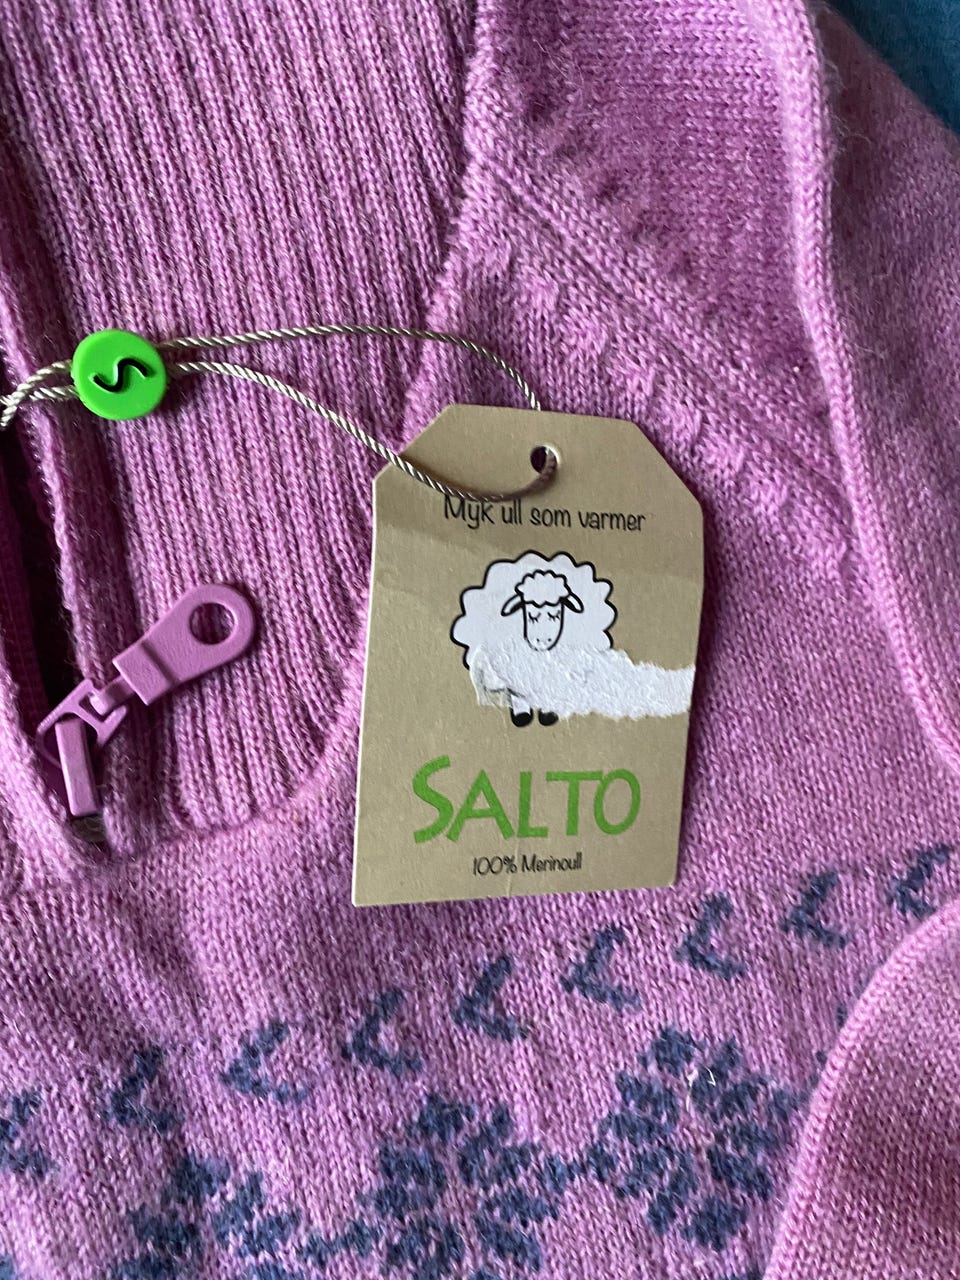 S
Myk ull som varmer
SALTO
100% Merinoull